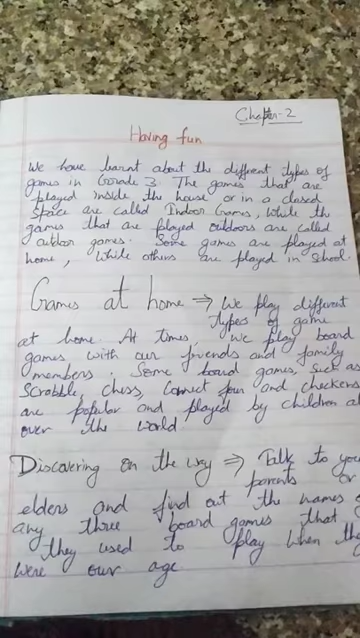 Chapter-2
Having fun
We have learnt about the different types of
games in Grade 3. The games that are
played inside the house or in a closed
space are called Indoor Games, while th
games that are played outdoors are called
outdoor games. Some games are played at
home, while others are played in school.
Games at home → We play different
types of game
at home. At times, we play board
games with our friends and family
members. Some board games, such as
Scrabble, chess, connect four and checkers
are popular and played by children al
over the world.
Discovering on the way ⇒ Talk to you
parents or
elders and find out the names
any three board games that
they used to play when the
were our age